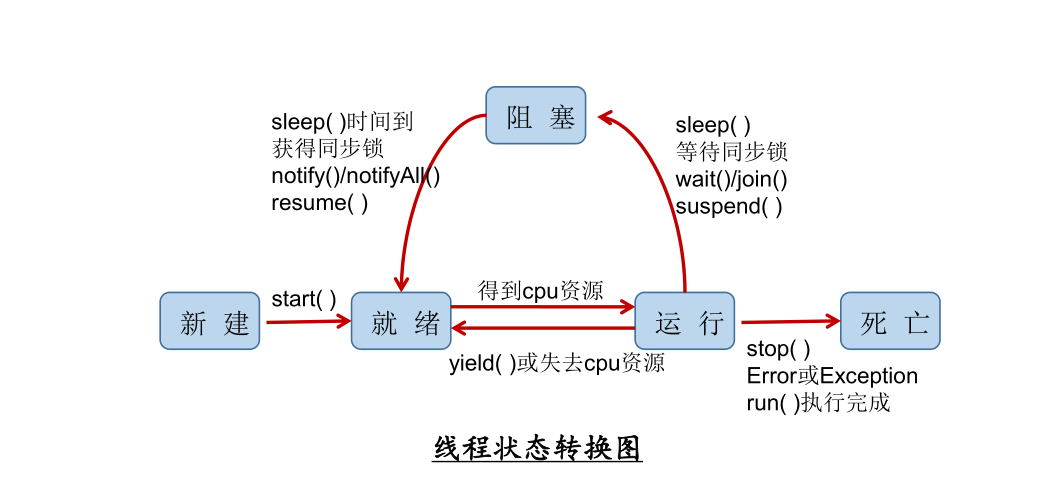 阻 塞
sleep( )时间到
获得同步锁
notify()/notifyAll()
resume( )
sleep( )
等待同步锁
wait()/join()
suspend( )
新 建
start( )
就 绪
得到cpu资源
yield( )或失去cpu资源
运 行
死 亡
stop( )
Error或Exception
run( )执行完成
线程状态转换图